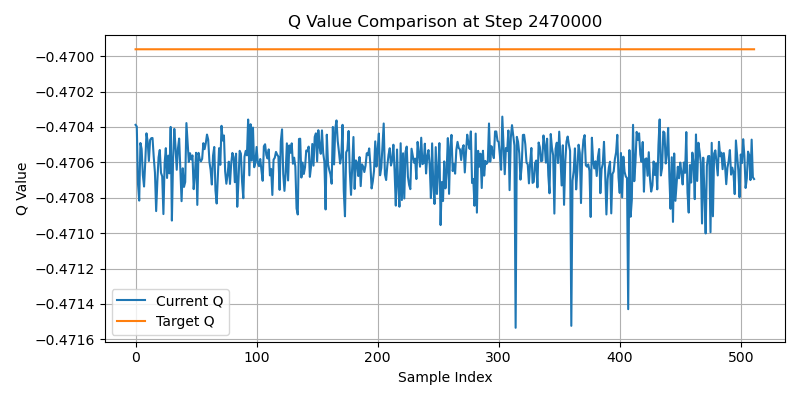 Q Value Comparison at Step 2470000
Q Value
−0.4700
−0.4702
−0.4704
−0.4706
−0.4708
−0.4710
−0.4712
−0.4714
−0.4716
Current Q
Target Q
0 100 200 300 400 500
Sample Index